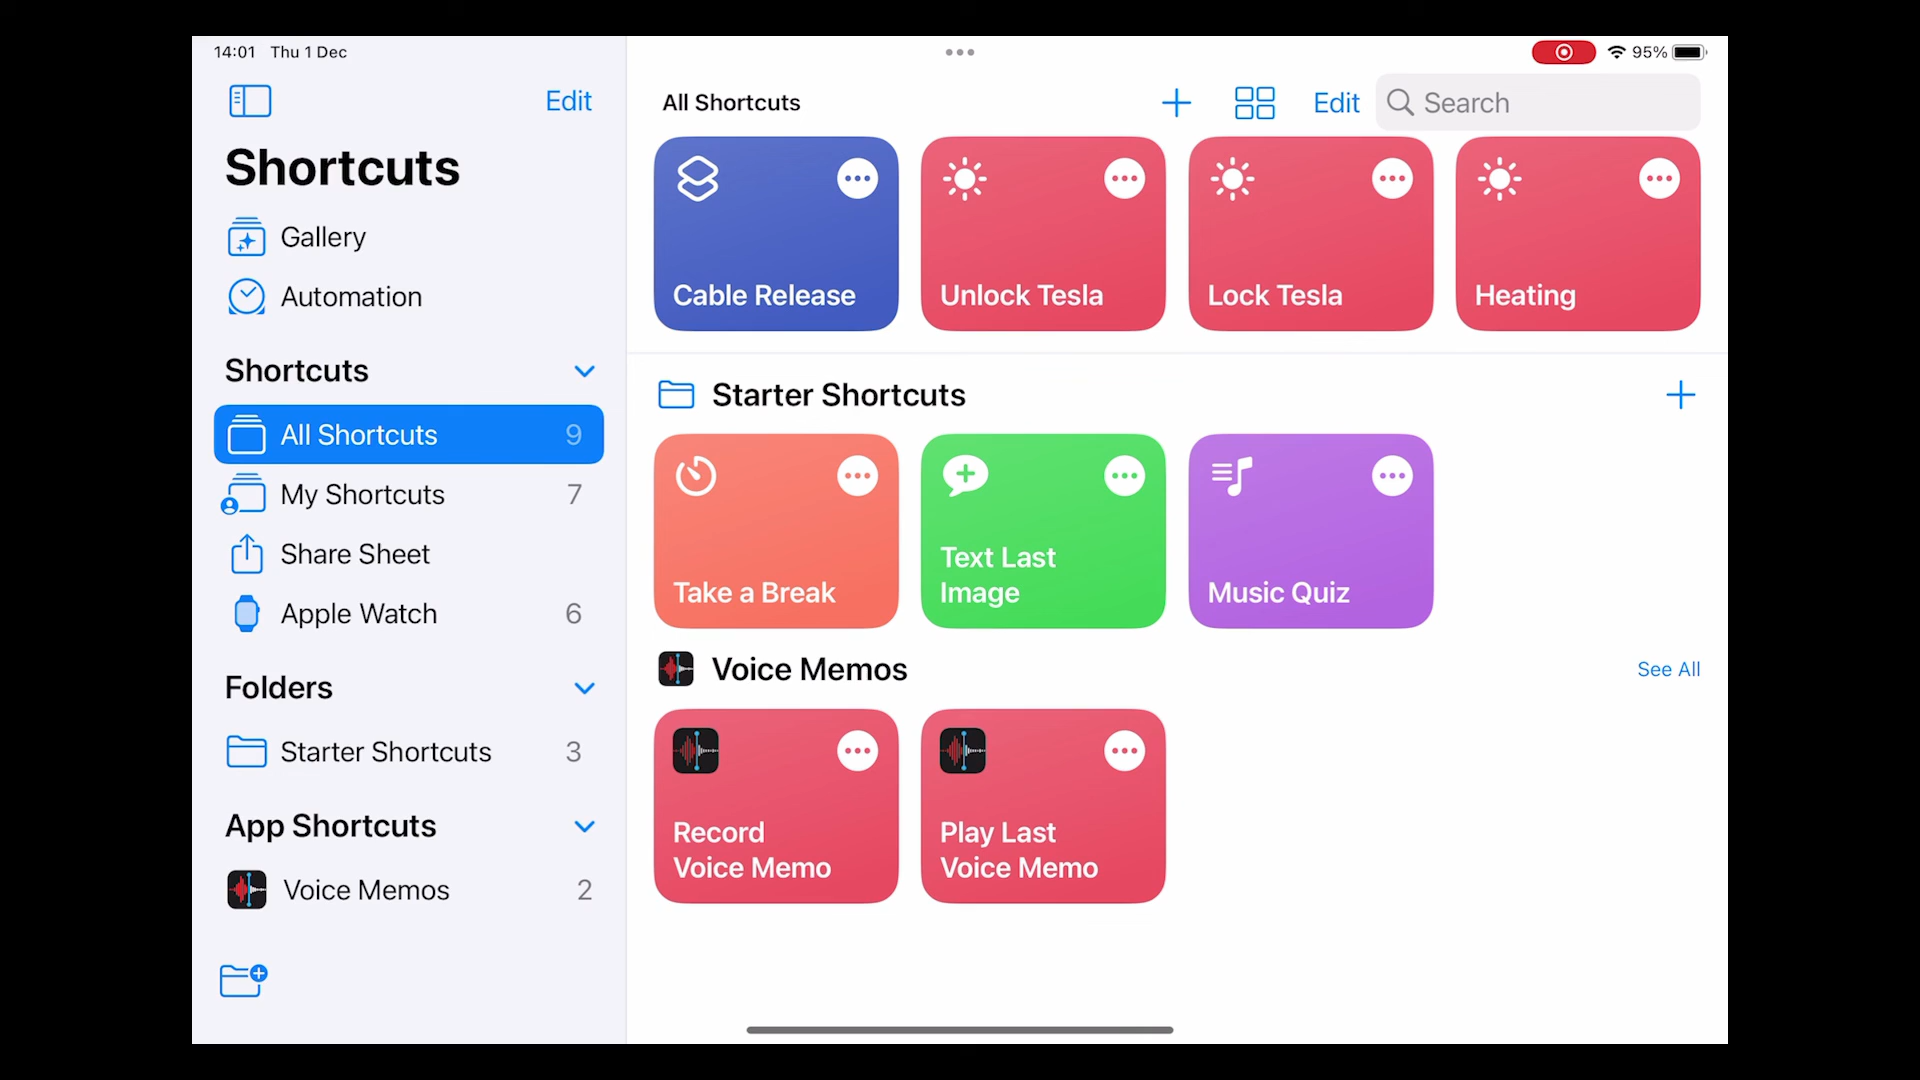 14:01 Thu 1 Dec
95%
Edit
Shortcuts
Gallery
Automation
Shortcuts
All Shortcuts 9
My Shortcuts 7
Share Sheet
Apple Watch 6
Folders
Starter Shortcuts 3
App Shortcuts
Voice Memos 2
All Shortcuts
Edit
Search
Cable Release
Unlock Tesla
Lock Tesla
Heating
Starter Shortcuts
Take a Break
Text Last
Image
Music Quiz
Voice Memos
See All
Record
Voice Memo
Play Last
Voice Memo